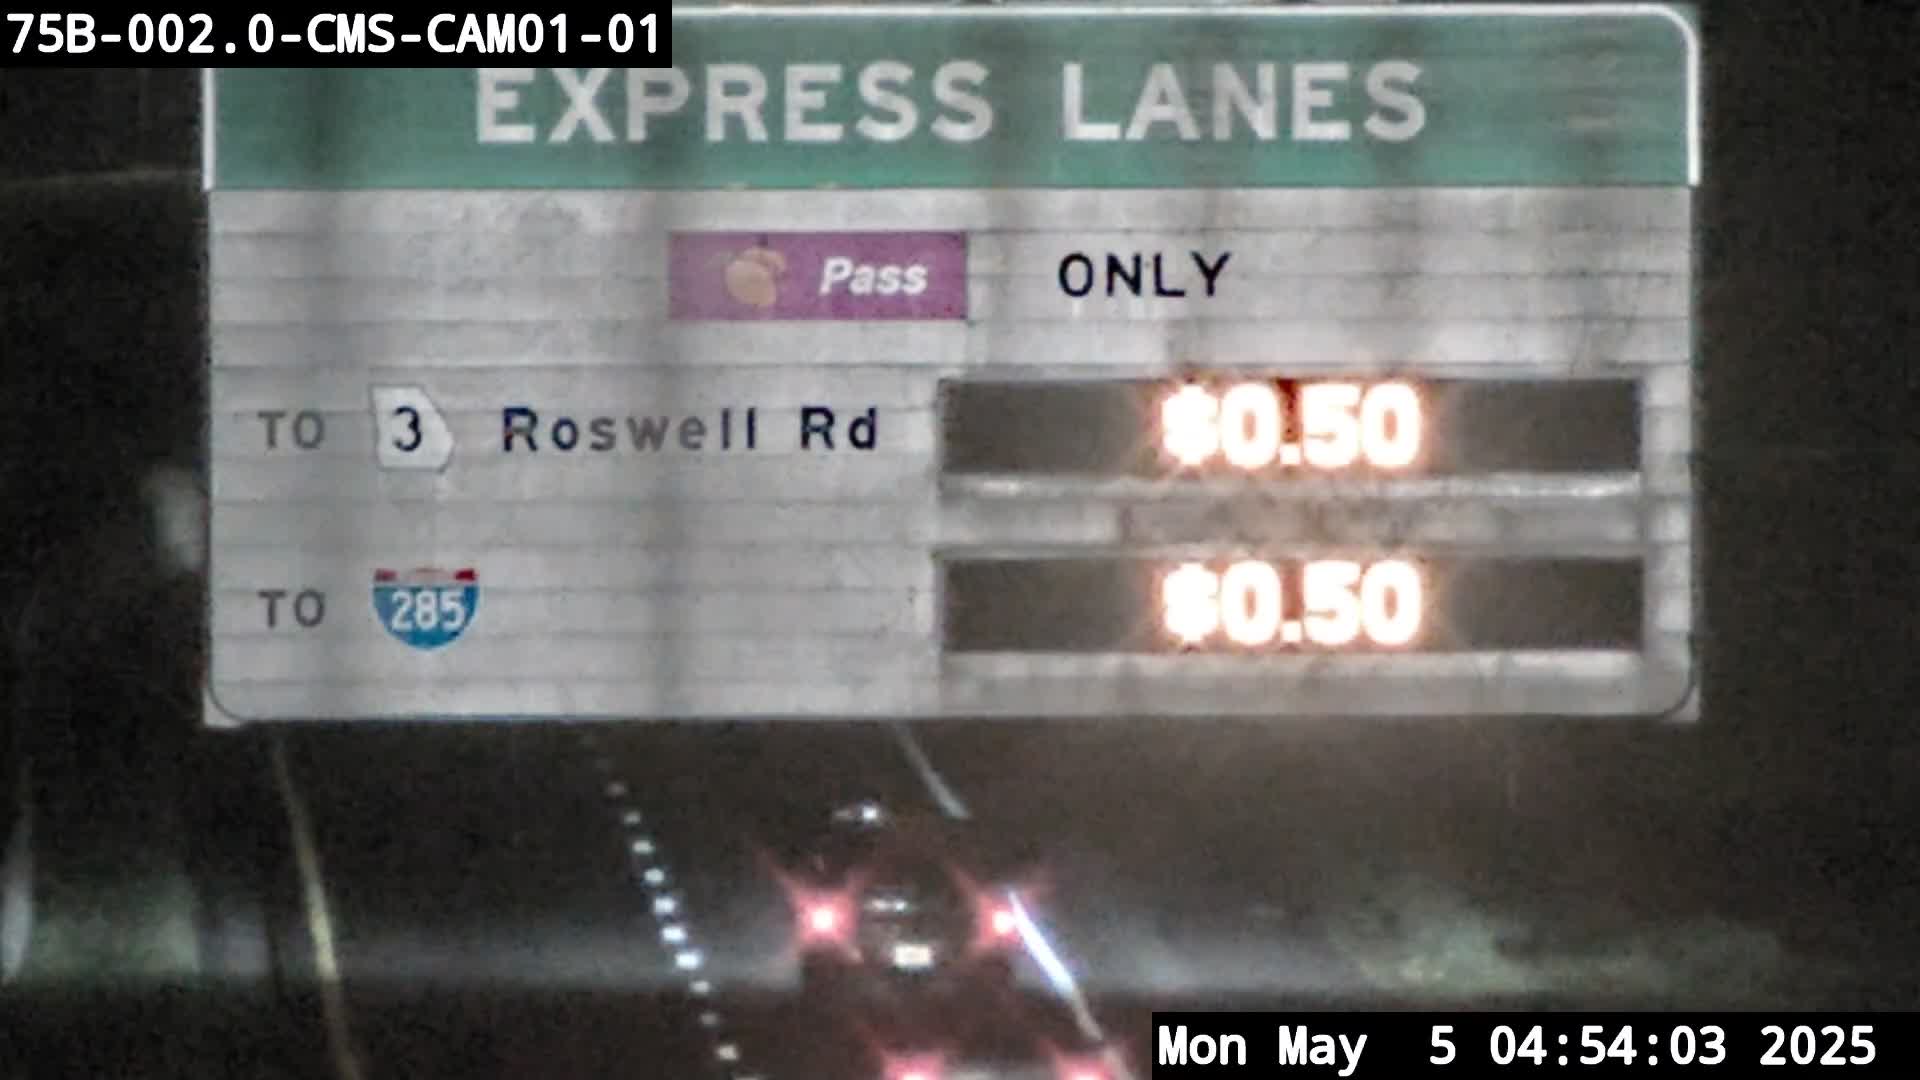 75B-002.0-CMS-CAM01-01
EXPRESS LANES
Pass ONLY
TO 3 Roswell Rd $0.50
TO 285 $0.50
Mon May 5 04:54:03 2025